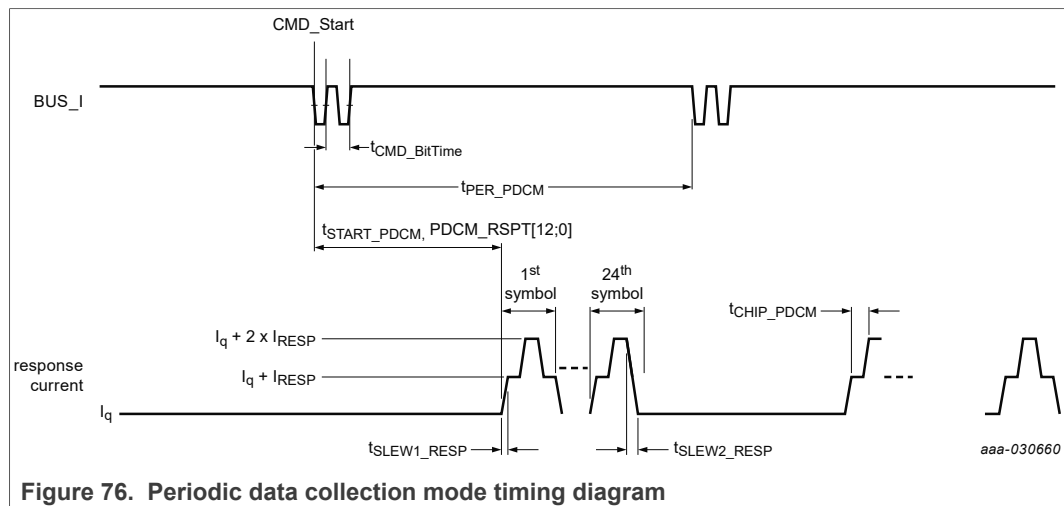 CMD_Start
BUS_I
tCMD_BitTime
tPER_PDCM
tSTART_PDCM, PDCM_RSPT[12;0]
1st
symbol
24th
symbol
tCHIP_PDCM
Iq + 2 x IRESP
response
current
Iq + IRESP
Iq
tSLEW1_RESP
tSLEW2_RESP
aaa-030660
Figure 76. Periodic data collection mode timing diagram